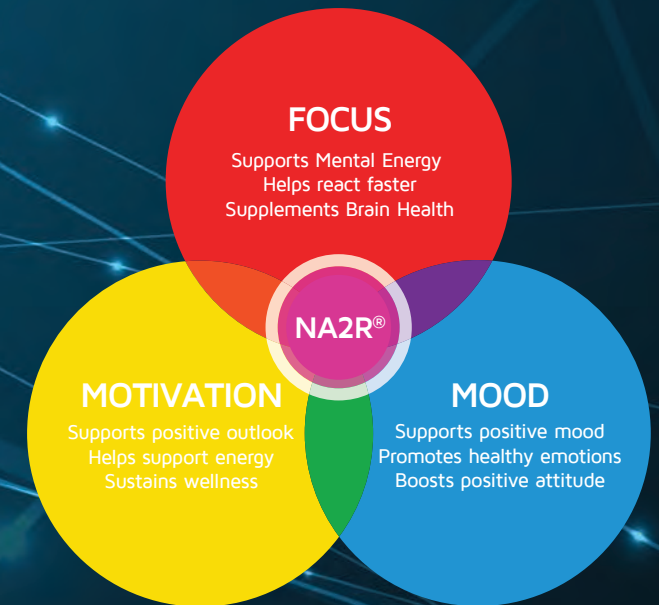 FOCUS
Supports Mental Energy
Helps react faster
Supplements Brain Health
NA2R®
MOTIVATION
Supports positive outlook
Helps support energy
Sustains wellness
MOOD
Supports positive mood
Promotes healthy emotions
Boosts positive attitude